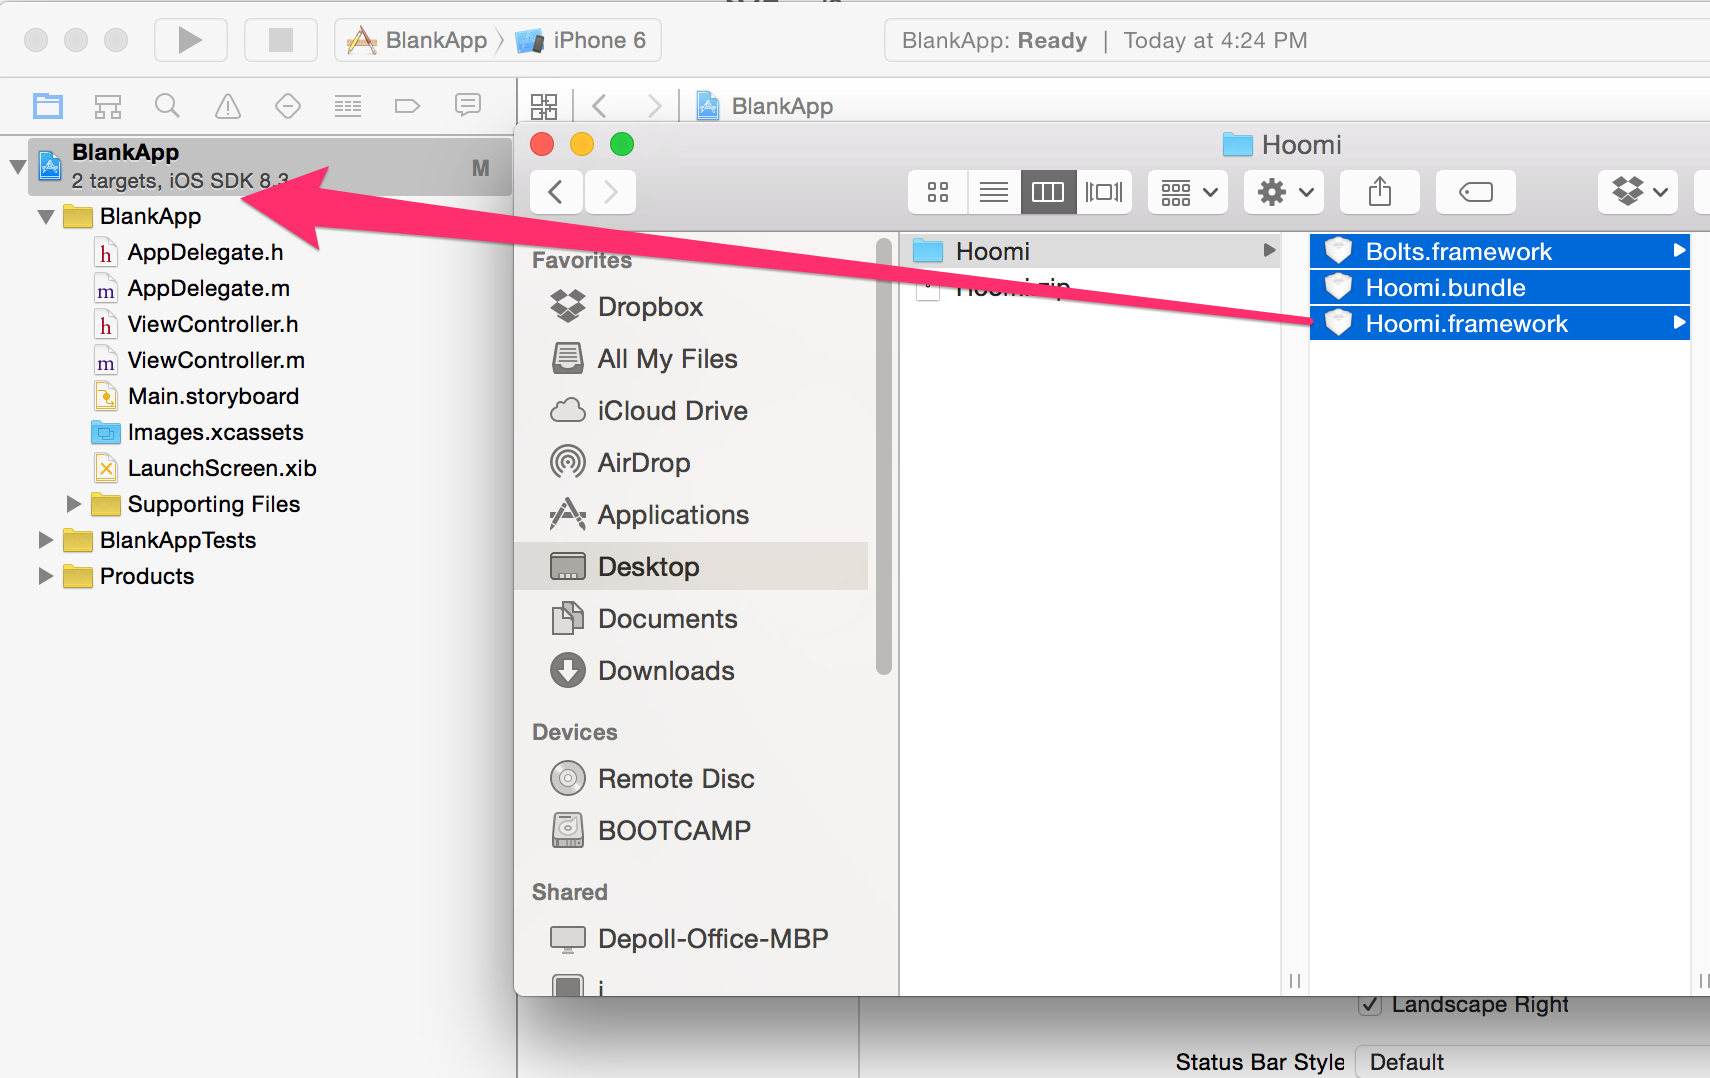 BlankApp
iPhone 6
BlankApp: Ready | Today at 4:24 PM
BlankApp
BlankApp
2 targets, iOS SDK 8.3
M
BlankApp
h AppDelegate.h
m AppDelegate.m
h ViewController.h
m ViewController.m
Main.storyboard
Images.xcassets
LaunchScreen.xib
Supporting Files
BlankAppTests
Products
Hoomi
Favorites
Dropbox
All My Files
iCloud Drive
AirDrop
Applications
Desktop
Documents
Downloads
Devices
Remote Disc
BOOTCAMP
Shared
Depoll-Office-MBP
Hoomi
Hoomi.zip
Bolts.framework
Hoomi.bundle
Hoomi.framework
Landscape Right
Status Bar Style
Default